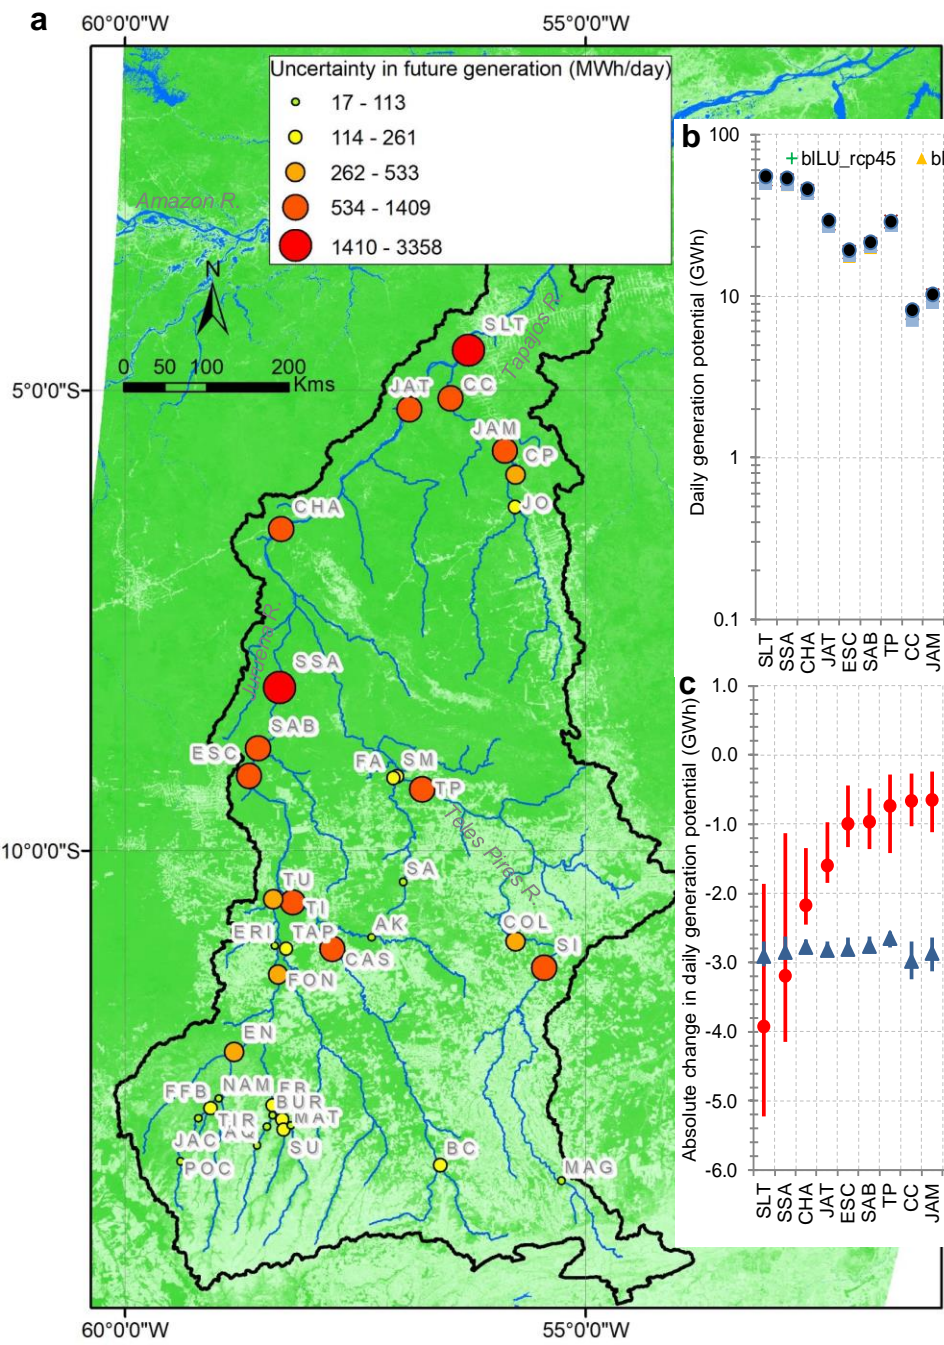 a
60°0'0"W
55°0'0"W
Uncertainty in future generation (MWh/day)
17 - 113
114 - 261
262 - 533
534 - 1409
1410 - 3358
Amazon R.
N
0 50 100 200
Kms
5°0'0"S
10°0'0"S
SLT
Tapajos R.
JAT
CC
JAM
CP
JO
CHA
Juruena R.
SSA
SAB
ESC
FA
SM
TP
Teles Pires R.
SA
TU
TI
ERI
TAP
AK
COL
SI
CAS
FON
EN
FFB
NAM
FR
BUR
TIR
MAT
JAC
SU
POC
BC
MAG
60°0'0"W
55°0'0"W
b
100
10
1
0.1
Daily generation potential (GWh)
bILU_rcp45
bI
SLT
SSA
CHA
JAT
ESC
SAB
TP
CC
JAM
c
1.0
0.0
-1.0
-2.0
-3.0
-4.0
-5.0
-6.0
Absolute change in daily generation potential (GWh)
SLT
SSA
CHA
JAT
ESC
SAB
TP
CC
JAM